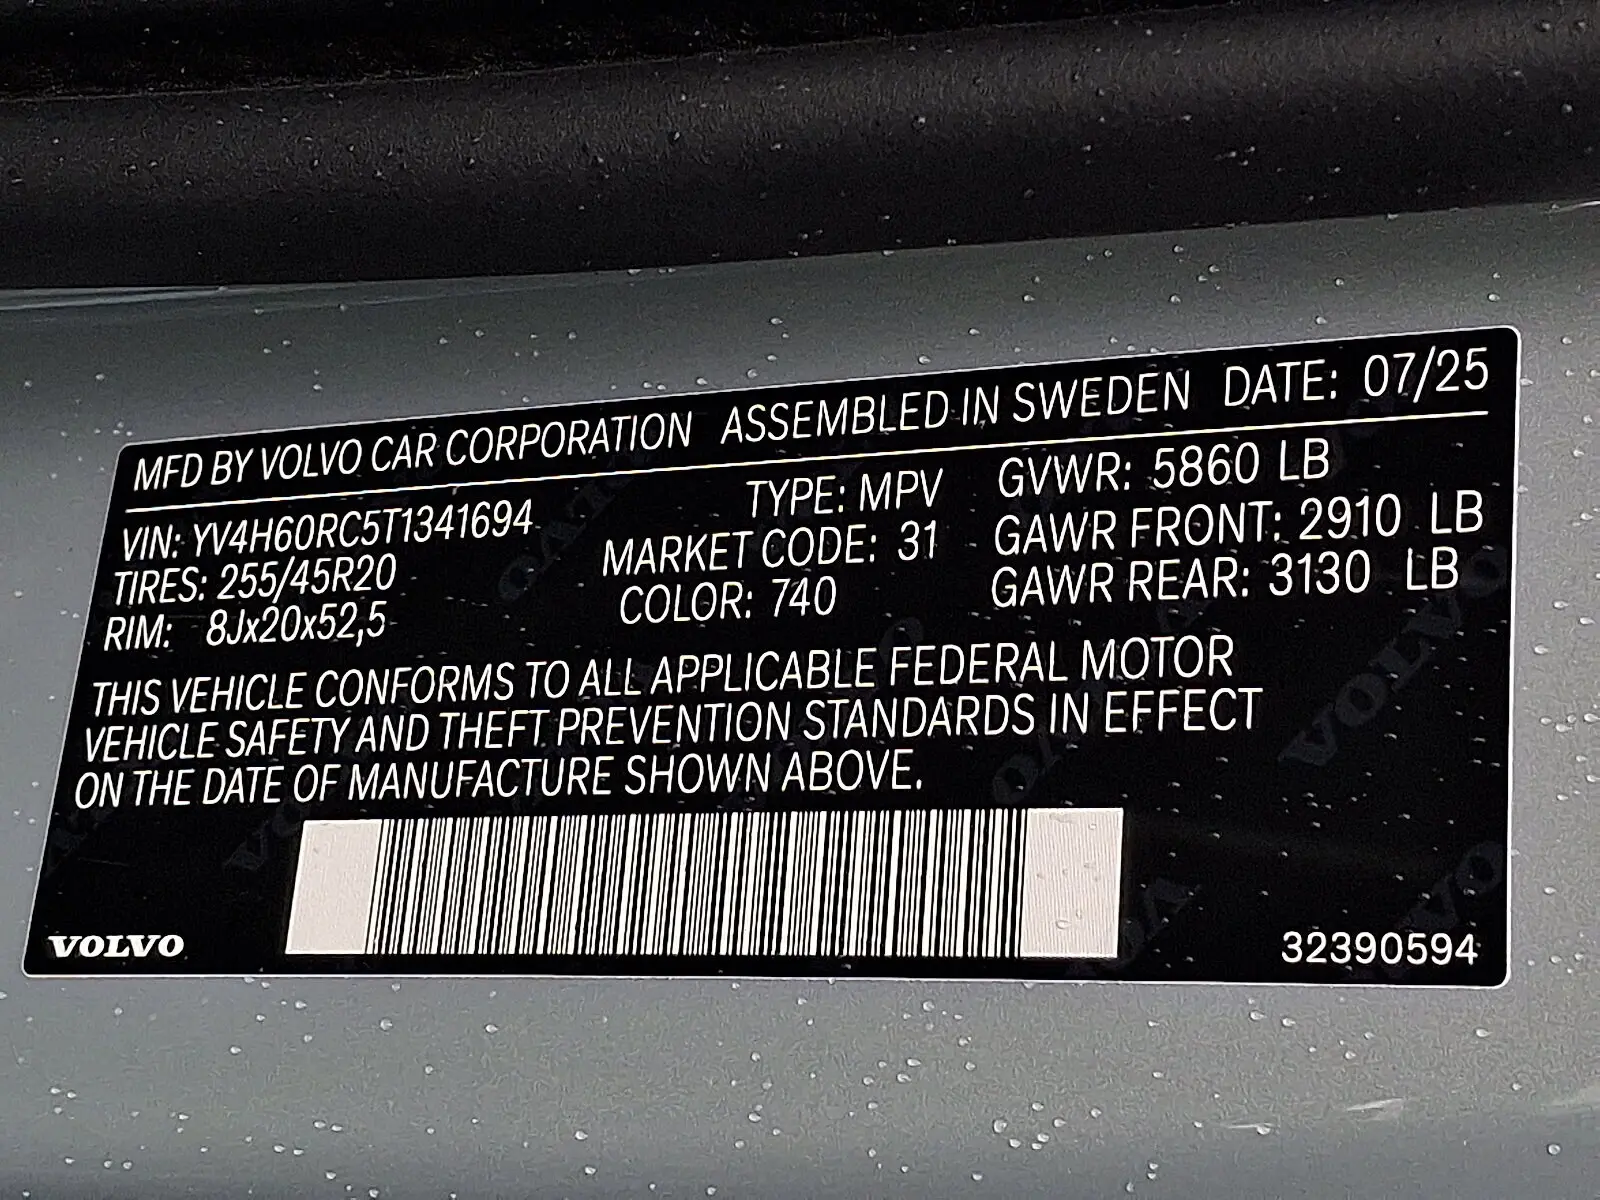 MFD BY VOLVO CAR CORPORATION ASSEMBLED IN SWEDEN DATE: 07/25
VIN: YV4H60RC5T1341694 TYPE: MPV GVWR: 5860 LB
TIRES: 255/45R20 MARKET CODE: 31 GAWR FRONT: 2910 LB
RIM: 8Jx20x52,5 COLOR: 740 GAWR REAR: 3130 LB
THIS VEHICLE CONFORMS TO ALL APPLICABLE FEDERAL MOTOR
VEHICLE SAFETY AND THEFT PREVENTION STANDARDS IN EFFECT
ON THE DATE OF MANUFACTURE SHOWN ABOVE.
VOLVO 32390594